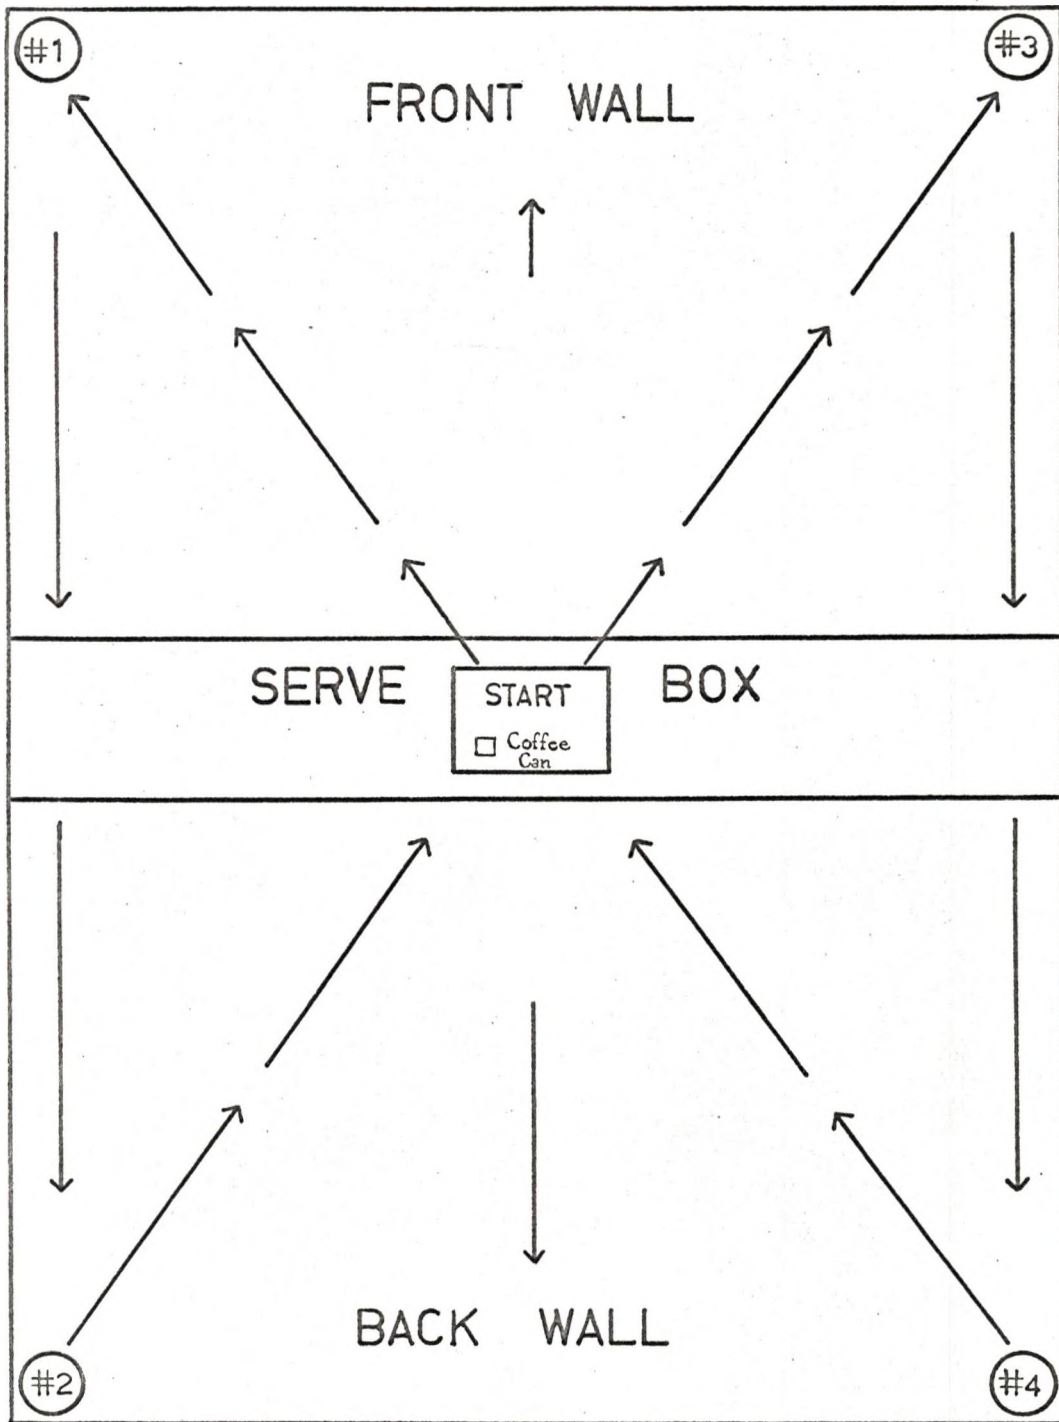 #1
#3
FRONT WALL
SERVE
BOX
START
Coffee
Can
BACK WALL
#2
#4